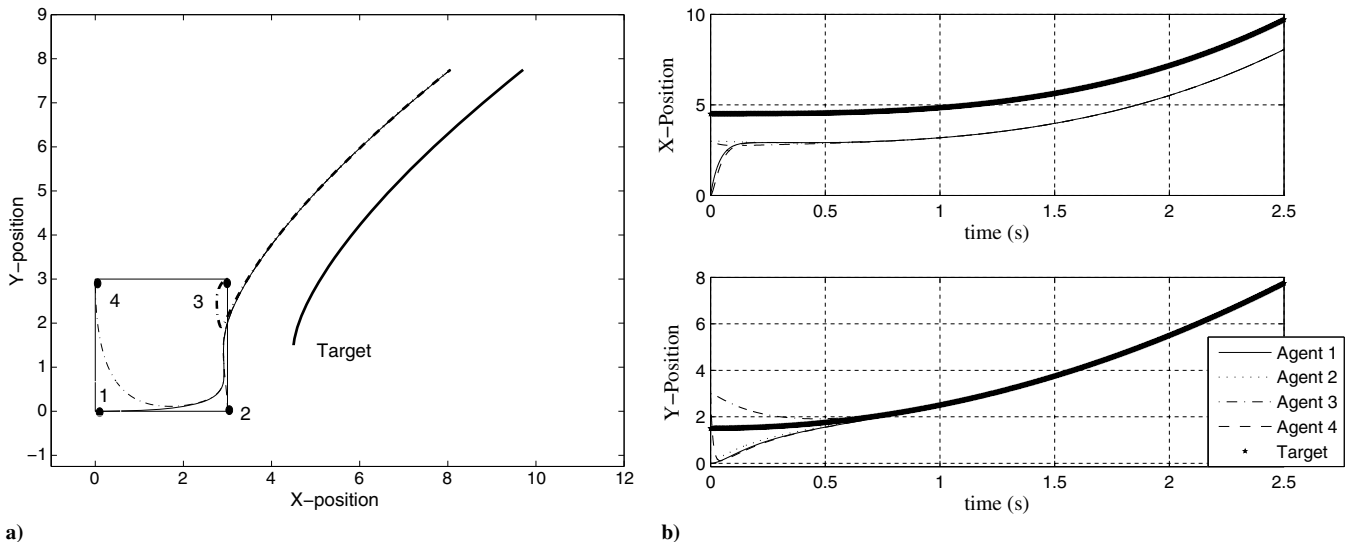 9
8
7
6
5
4
3
2
1
0
−1
Y−position
4
3
1
2
Target
0 2 4 6 8 10 12
X−position
a)
10
5
0
X−Position
0 0.5 1 1.5 2 2.5
time (s)
8
6
4
2
0
Y−Position
0 0.5 1 1.5 2 2.5
time (s)
Agent 1
Agent 2
Agent 3
Agent 4
Target
b)